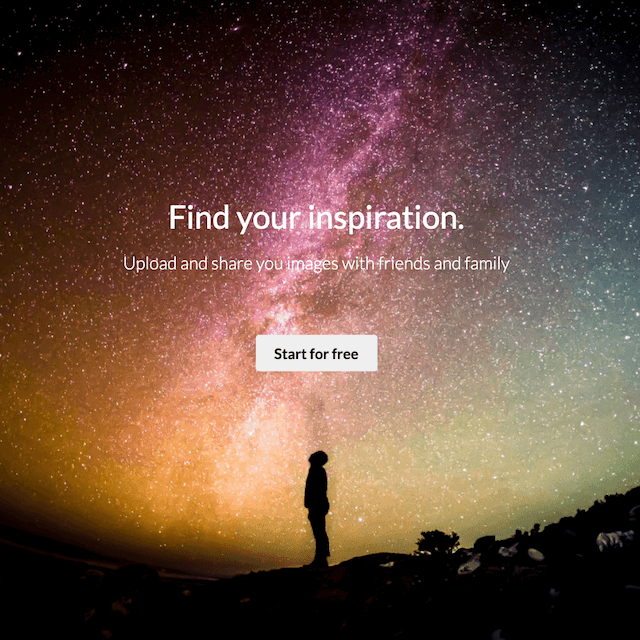 Find your inspiration.
Upload and share you images with friends and family
Start for free